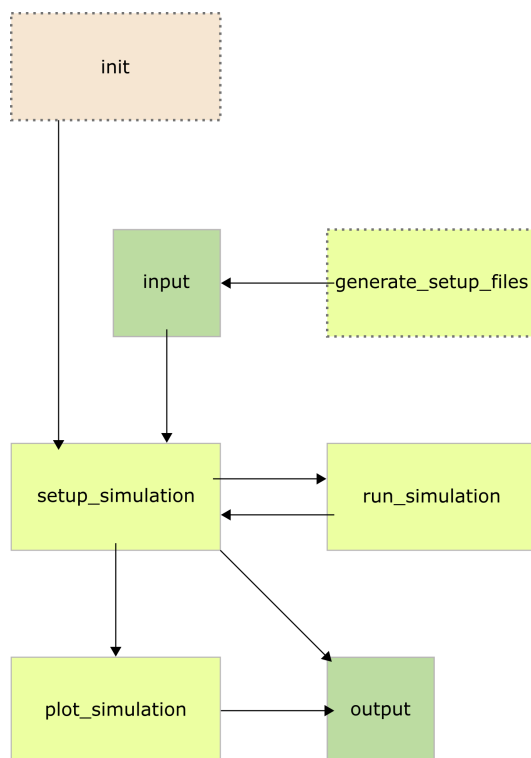 init
input
generate_setup_files
setup_simulation
run_simulation
plot_simulation
output